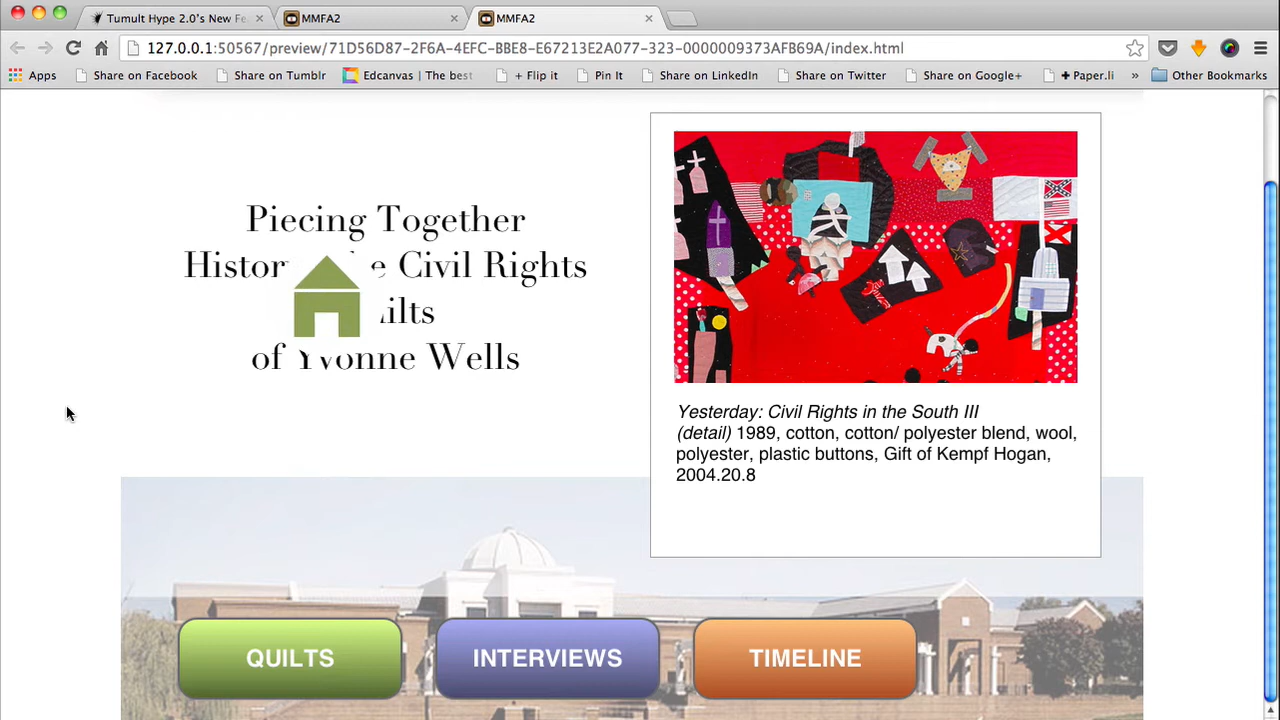 Tumult Hype 2.0's New Fe
MMFA2
MMFA2
127.0.0.1:50567/preview/71D56D87-2F6A-4EFC-BBE8-E67213E2A077-323-0000009373AFB69A/index.html
Apps
Share on Facebook
Share on Tumblr
Edcanvas | The best
+ Flip it
Pin It
Share on LinkedIn
Share on Twitter
Share on Google+
+ Paper.li
»
Other Bookmarks
Piecing Together
Civil Rights
of Yvonne Wells
Yesterday: Civil Rights in the South III
(detail) 1989, cotton, cotton/ polyester blend, wool,
polyester, plastic buttons, Gift of Kempf Hogan,
2004.20.8
QUILTS
INTERVIEWS
TIMELINE